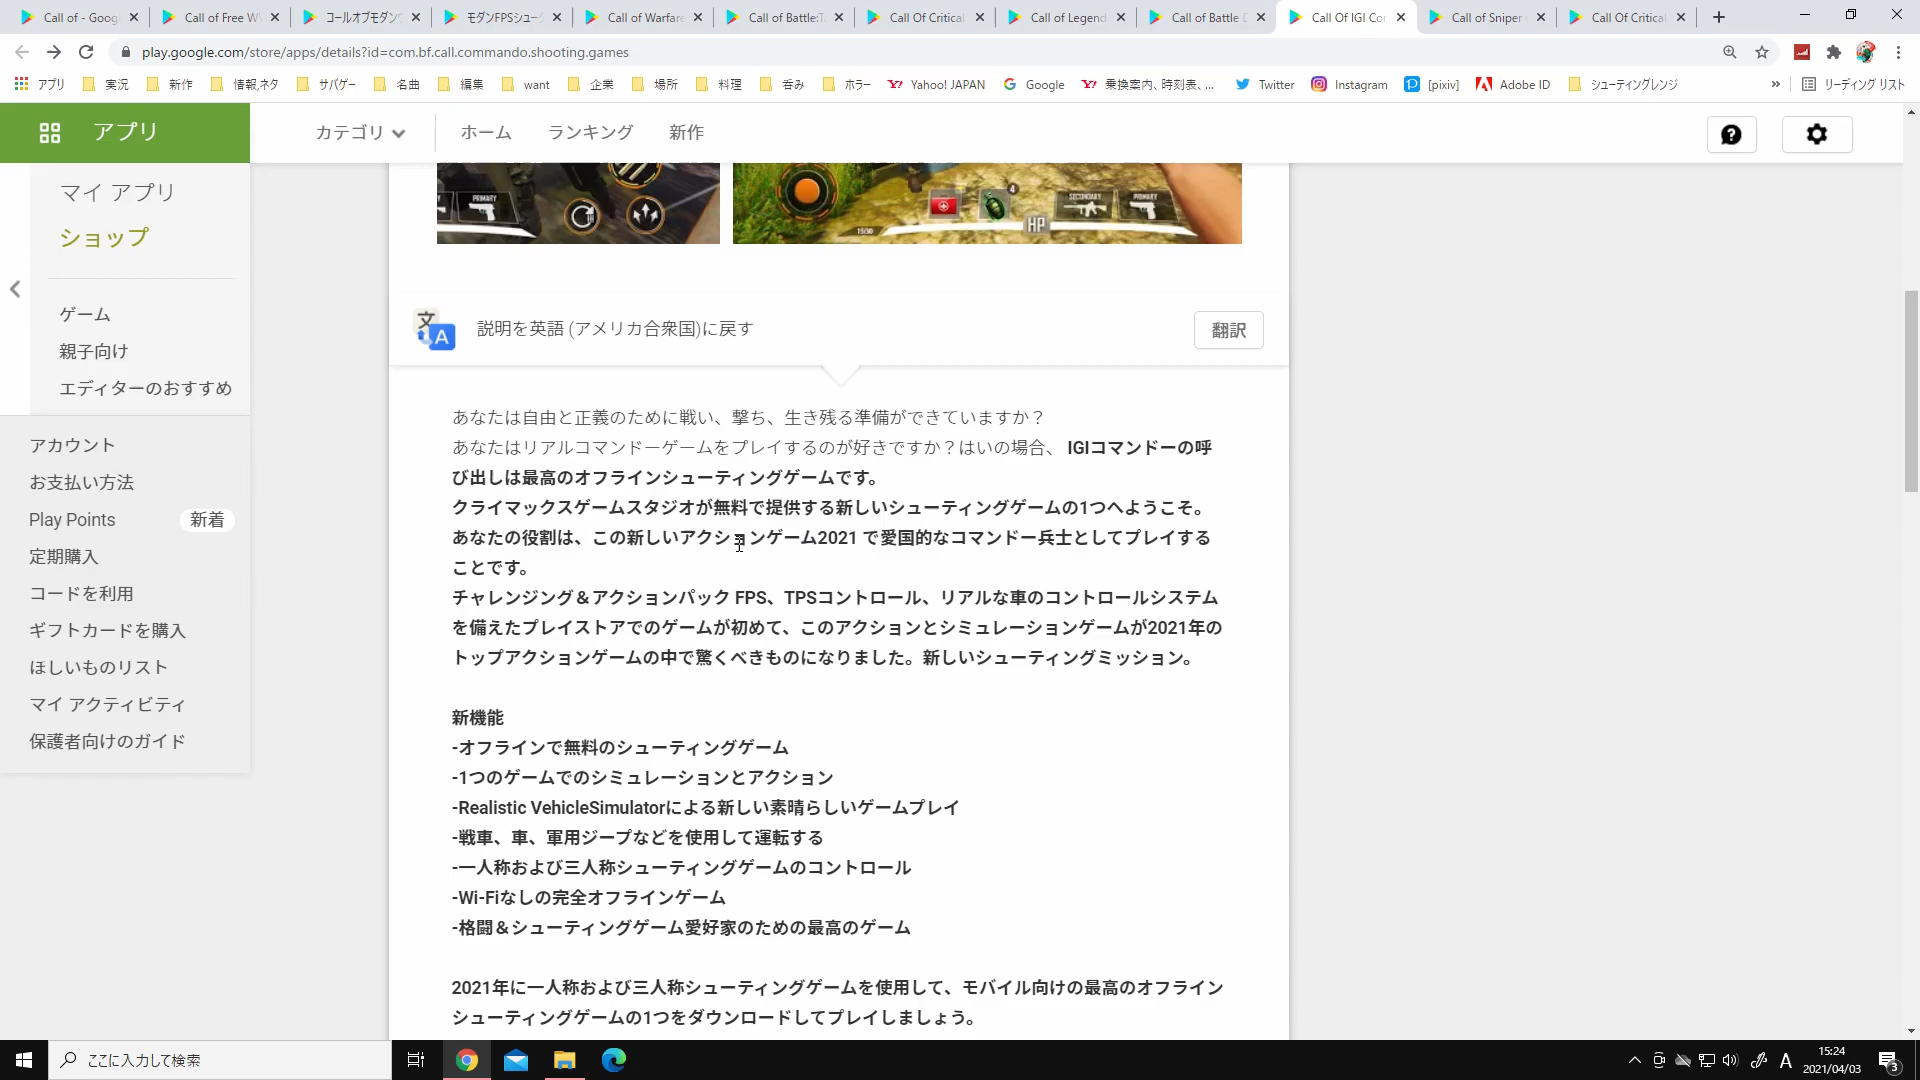 Call of - Googl
Call of Free W
コールオブモダン
モダンFPSシュー
Call of Warfare
Call of Battle:T
Call Of Critical
Call of Legend
Call of Battle D
Call Of IGI Co
Call of Sniper
Call Of Critical
play.google.com/store/apps/details?id=com.bf.call.commando.shooting.games
アプリ 実況 新作 情報,ネタ サバゲー 名曲 編集 want 企業 場所 料理 呑み ホラー Yahoo! JAPAN Google 乗換案内、時刻表、... Twitter Instagram [pixiv] Adobe ID シューティングレンジ » リーディング リスト
アプリ
カテゴリ ホーム ランキング 新作
マイ アプリ
ショップ
ゲーム
親子向け
エディターのおすすめ
アカウント
お支払い方法
Play Points 新着
定期購入
コードを利用
ギフトカードを購入
ほしいものリスト
マイ アクティビティ
保護者向けのガイド
PRIMARY
4
SECONDARY
PRIMARY
15/30
HP
説明を英語 (アメリカ合衆国)に戻す
翻訳
あなたは自由と正義のために戦い、撃ち、生き残る準備ができていますか？
あなたはリアルコマンドーゲームをプレイするのが好きですか？はいの場合、 IGIコマンドーの呼
び出しは最高のオフラインシューティングゲームです。
クライマックスゲームスタジオが無料で提供する新しいシューティングゲームの1つへようこそ。
あなたの役割は、この新しいアクションゲーム2021 で愛国的なコマンドー兵士としてプレイする
ことです。
チャレンジング＆アクションパック FPS、TPSコントロール、リアルな車のコントロールシステム
を備えたプレイストアでのゲームが初めて、このアクションとシミュレーションゲームが2021年の
トップアクションゲームの中で驚くべきものになりました。新しいシューティングミッション。
新機能
-オフラインで無料のシューティングゲーム
-1つのゲームでのシミュレーションとアクション
-Realistic VehicleSimulatorによる新しい素晴らしいゲームプレイ
-戦車、車、軍用ジープなどを使用して運転する
-一人称および三人称シューティングゲームのコントロール
-Wi-Fiなしの完全オフラインゲーム
-格闘＆シューティングゲーム愛好家のための最高のゲーム
2021年に一人称および三人称シューティングゲームを使用して、モバイル向けの最高のオフライン
シューティングゲームの1つをダウンロードしてプレイしましょう。
ここに入力して検索
A
15:24
2021/04/03
3